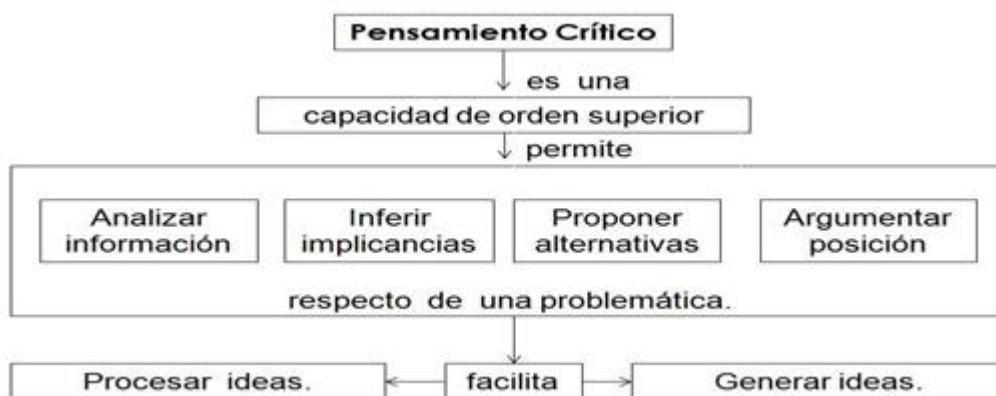 Pensamiento Crítico
es una
capacidad de orden superior
permite
Analizar
información
Inferir
implicancias
Proponer
alternativas
Argumentar
posición
respecto de una problemática.
Procesar ideas.
facilita
Generar ideas.